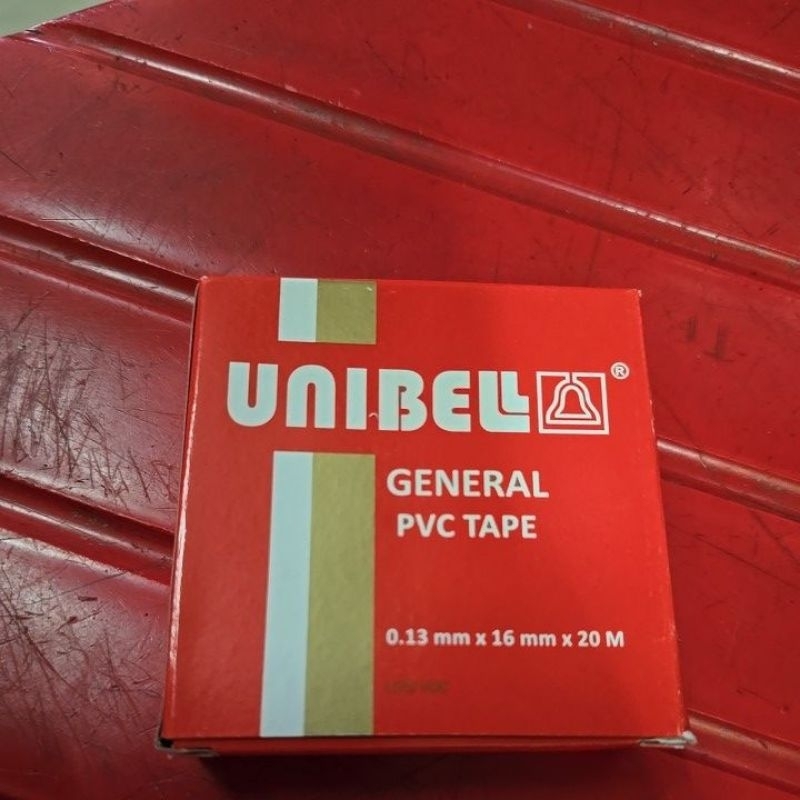 UNIBELL ®
GENERAL
PVC TAPE
0.13 mm x 16 mm x 20 M